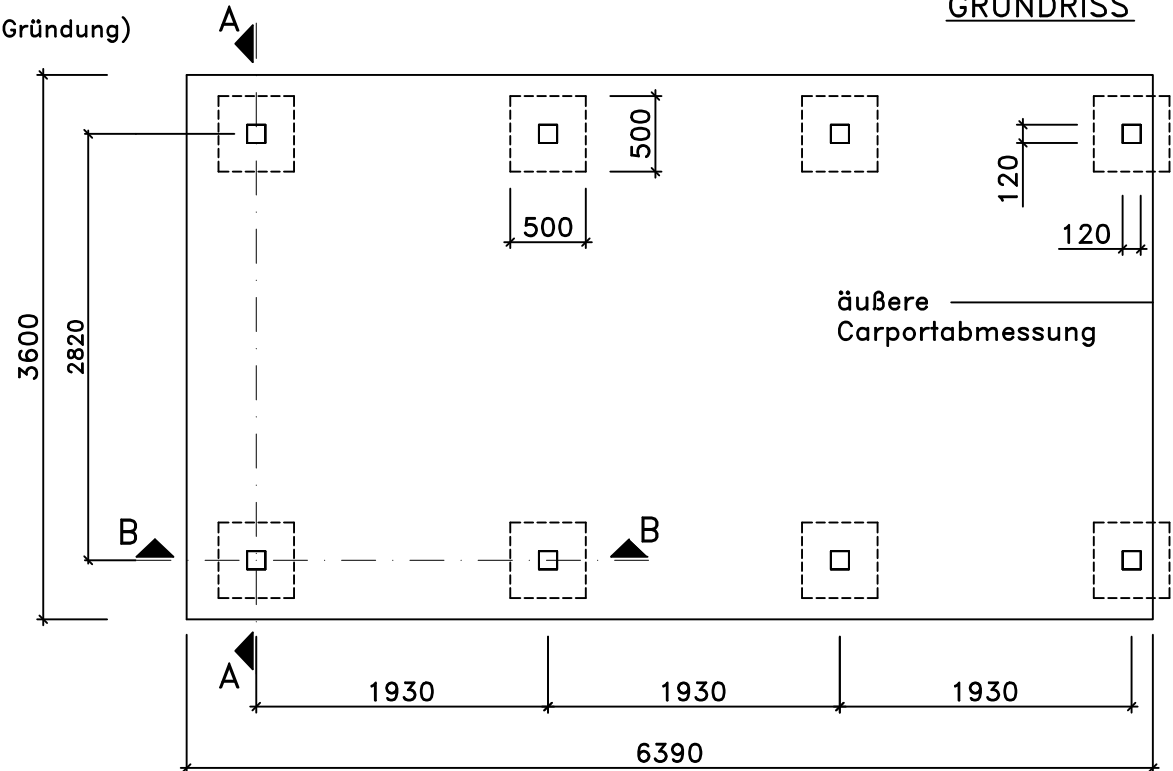 GRUNDRISS
Gründung)
A
500
120
500
120
äußere
Carportabmessung
3600
2820
B
B
A
1930
1930
1930
6390